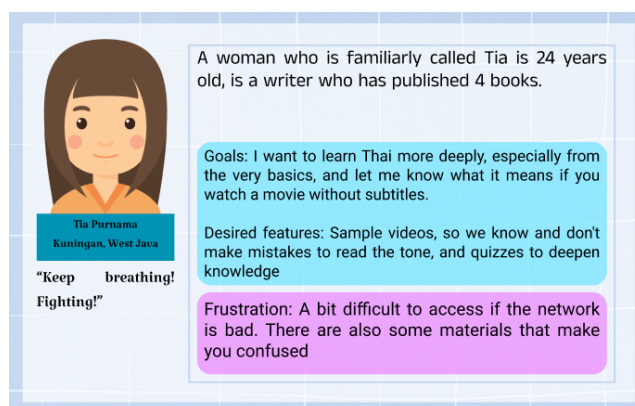 A woman who is familiarly called Tia is 24 years
old, is a writer who has published 4 books.
Goals: I want to learn Thai more deeply, especially from
the very basics, and let me know what it means if you
watch a movie without subtitles.
Desired features: Sample videos, so we know and don't
make mistakes to read the tone, and quizzes to deepen
knowledge
Tia Purnama
Kuningan, West Java
“Keep breathing!
Fighting!”
Frustration: A bit difficult to access if the network
is bad. There are also some materials that make
you confused